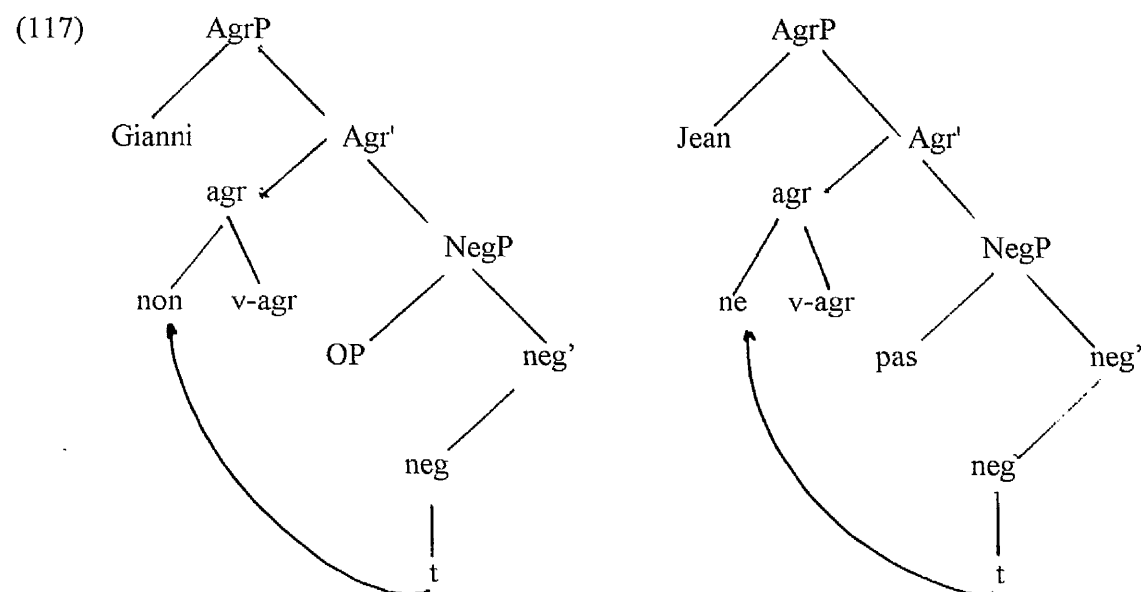 (117) AgrP AgrP
Gianni Agr' Jean Agr'
agr agr
NegP NegP
non v-agr ne v-agr
OP neg' pas neg'
neg neg
t t